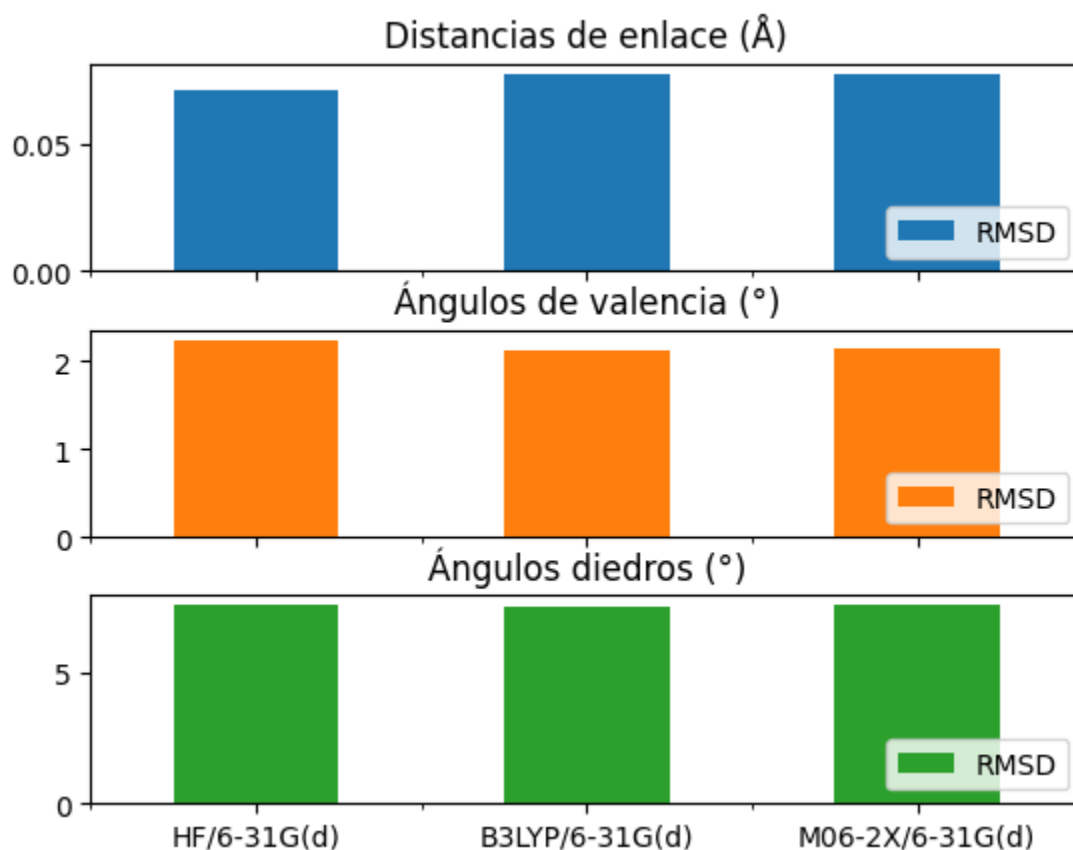 Distancias de enlace (Å)
0.05
0.00
RMSD
Ángulos de valencia (°)
2
1
0
RMSD
Ángulos diedros (°)
5
0
RMSD
HF/6-31G(d) B3LYP/6-31G(d) M06-2X/6-31G(d)